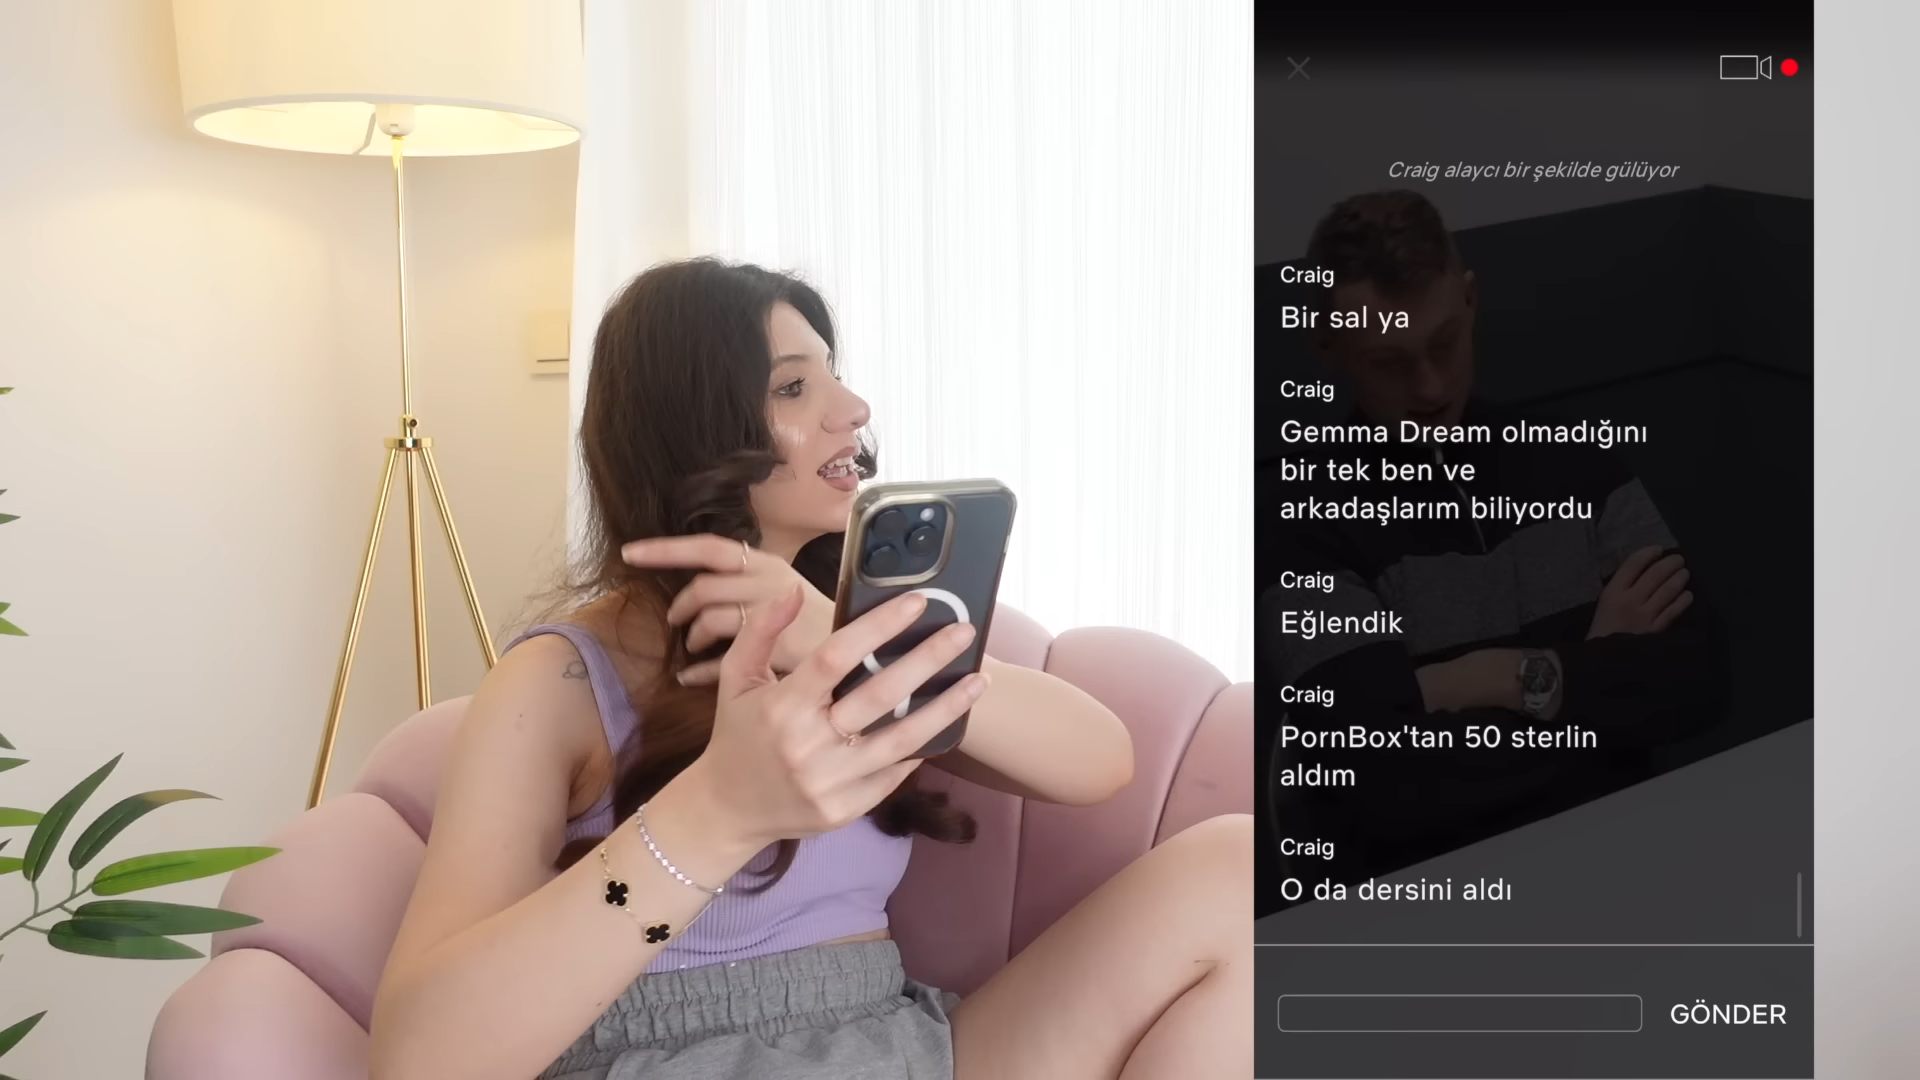 Craig alaycı bir şekilde gülüyor
Craig
Bir sal ya
Craig
Gemma Dream olmadığını
bir tek ben ve
arkadaşlarım biliyordu
Craig
Eğlendik
Craig
PornBox'tan 50 sterlin
aldım
Craig
O da dersini aldı
GÖNDER